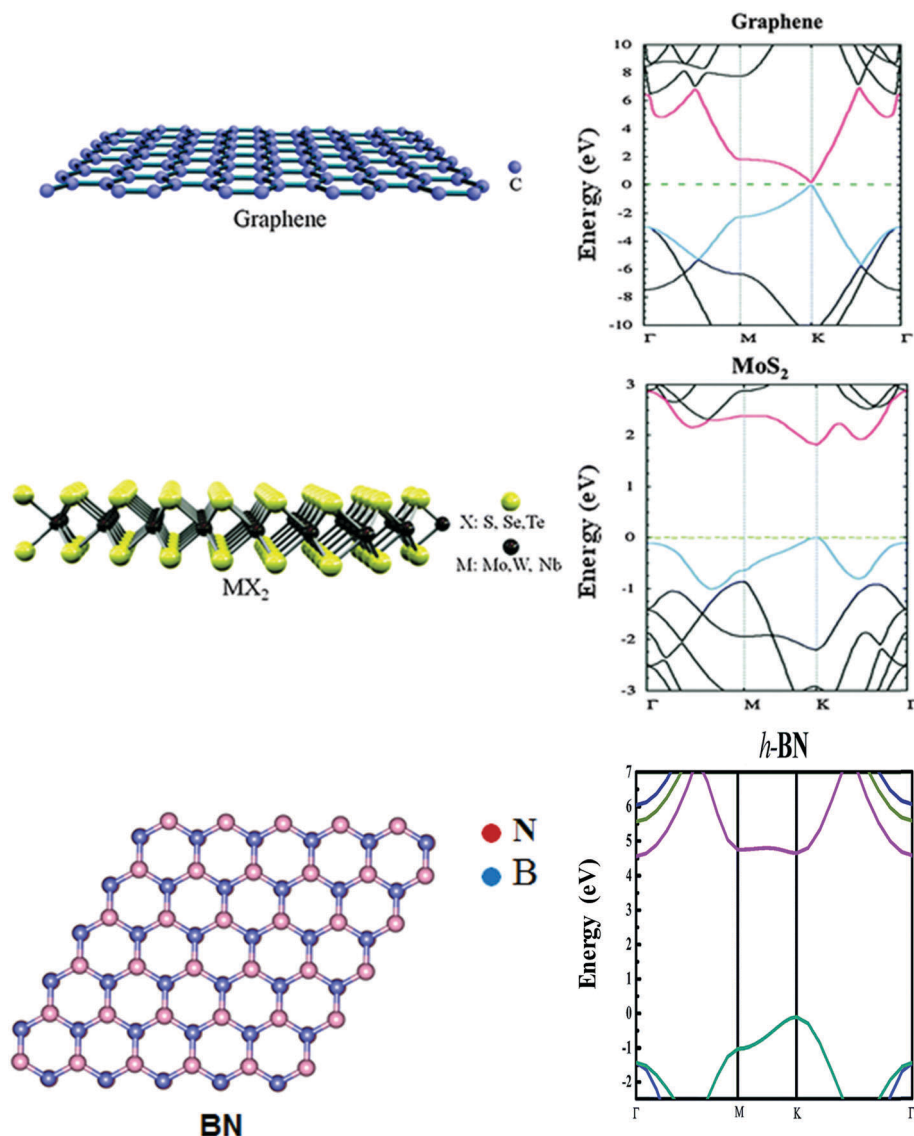 Graphene
10
8
6
4
2
0
-2
-4
-6
-8
-10
Energy (eV)
Γ M K Γ
C
Graphene
MoS2
3
2
1
0
-1
-2
-3
Energy (eV)
Γ M K Γ
X: S, Se,Te
M: Mo,W, Nb
MX2
h-BN
7
6
5
4
3
2
1
0
-1
-2
Energy (eV)
Γ M K Γ
N
B
BN